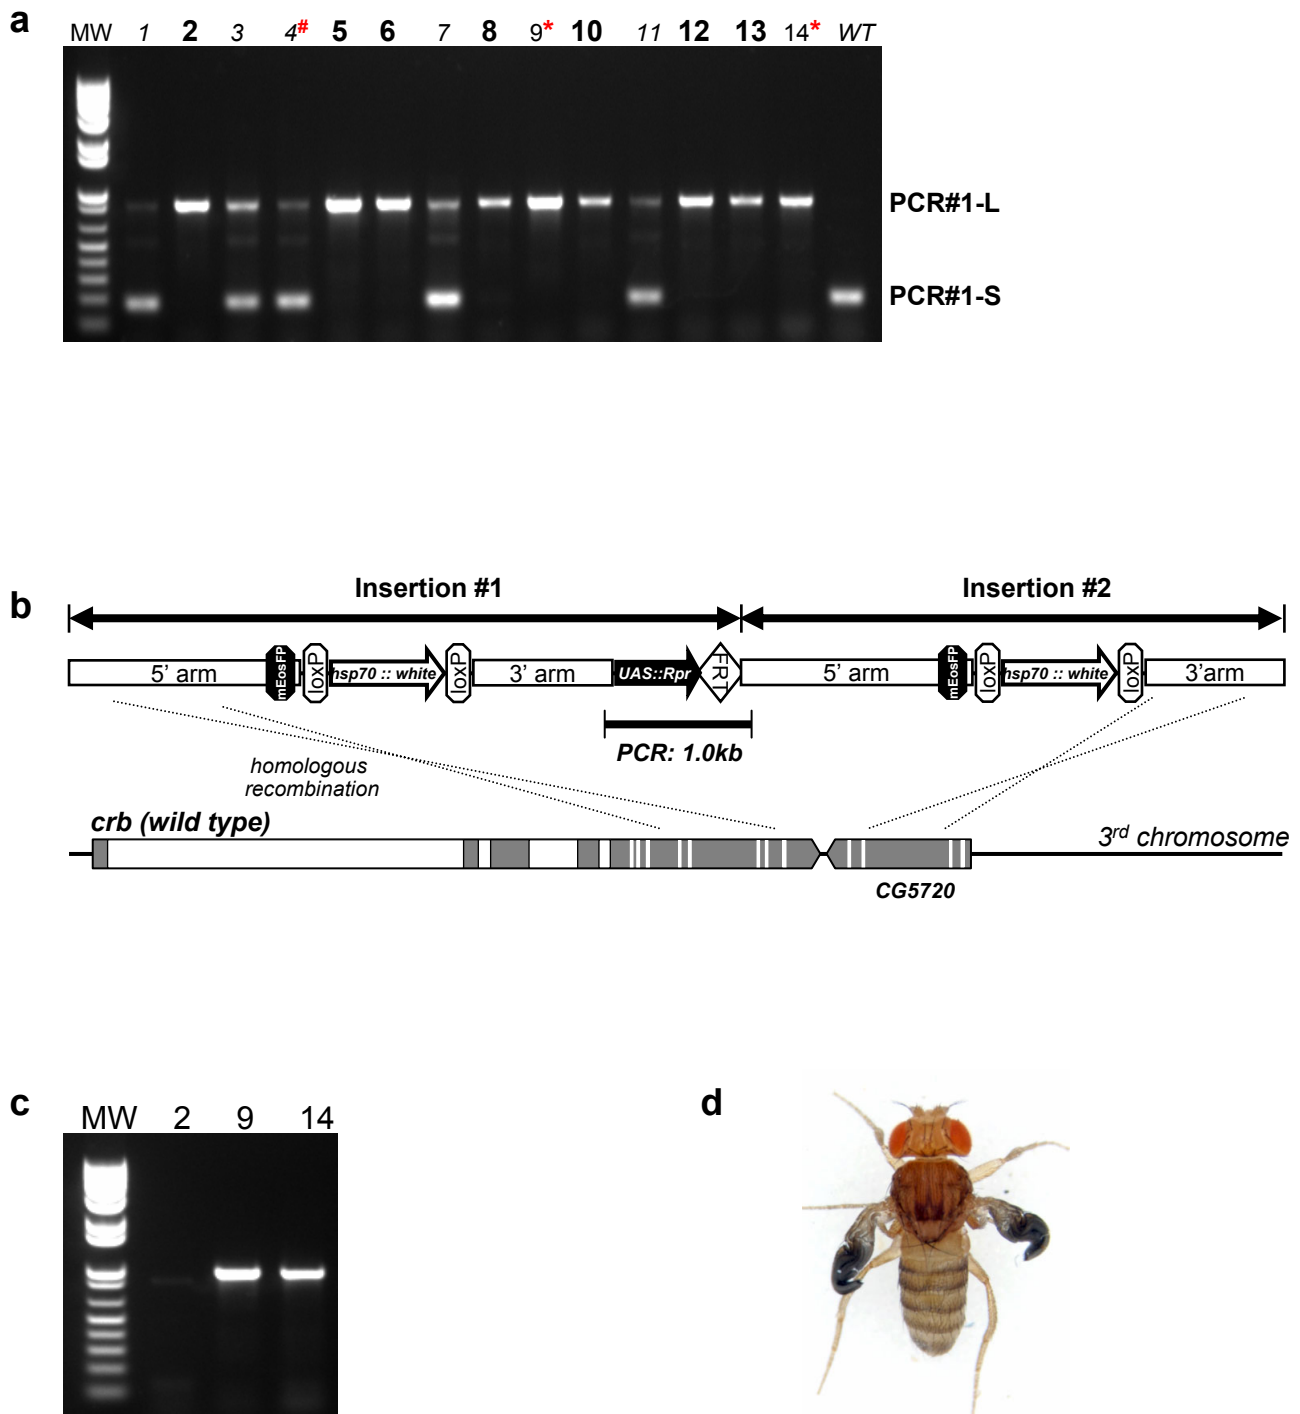 a
MW 1 2 3 4# 5 6 7 8 9* 10 11 12 13 14* WT
PCR#1-L
PCR#1-S
b
Insertion #1 Insertion #2
5’ arm mEosFP loxP hsp70 :: white loxP 3’ arm UAS::Rpr FRT 5’ arm mEosFP loxP hsp70 :: white loxP 3’arm
PCR: 1.0kb
homologous
recombination
crb (wild type)
3rd chromosome
CG5720
c
MW 2 9 14
d